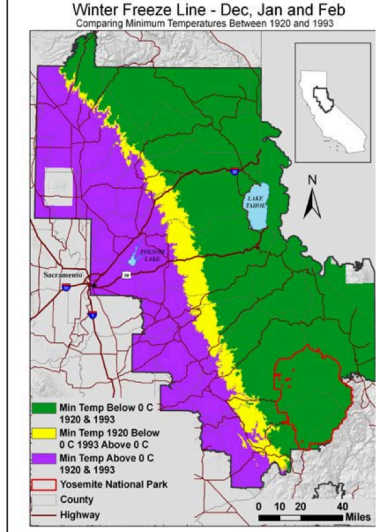 Winter Freeze Line - Dec, Jan and Feb
Comparing Minimum Temperatures Between 1920 and 1993
N
LAKE
TAHOE
FOLSOM
LAKE
Sacramento
Min Temp Below 0 C
1920 & 1993
Min Temp 1920 Below
0 C 1993 Above 0 C
Min Temp Above 0 C
1920 & 1993
Yosemite National Park
County
Highway
0 10 20 40
Miles